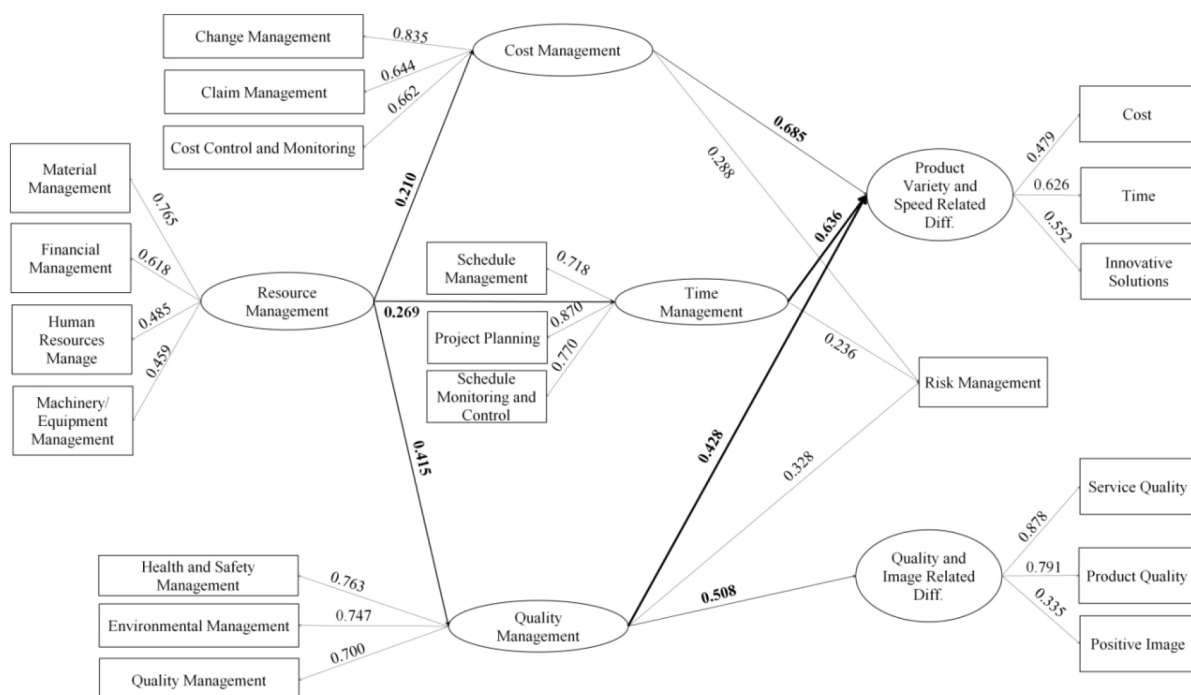 Change Management
0.835
Cost Management
Claim Management
0.644
Cost Control and Monitoring
0.662
Material
Management
0.765
Financial
Management
0.618
Human
Resources
Manage
0.485
Machinery/
Equipment
Management
0.459
Resource
Management
0.210
0.269
0.415
Schedule
Management
0.718
Project Planning
0.870
Schedule
Monitoring and
Control
0.770
Time
Management
0.685
0.288
0.636
0.236
0.428
0.328
0.508
Product
Variety and
Speed Related
Diff.
0.479
Cost
0.626
Time
0.552
Innovative
Solutions
Risk Management
Health and Safety
Management
0.763
Environmental Management
0.747
Quality Management
0.700
Quality
Management
Quality and
Image Related
Diff.
0.878
Service Quality
0.791
Product Quality
0.335
Positive Image